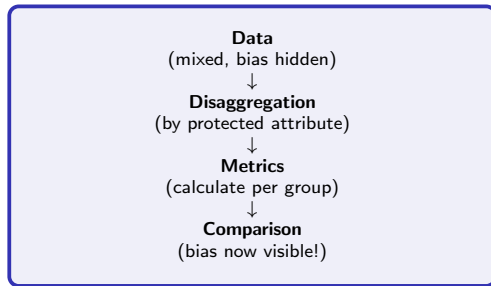 Data
(mixed, bias hidden)
↓
Disaggregation
(by protected attribute)
↓
Metrics
(calculate per group)
↓
Comparison
(bias now visible!)